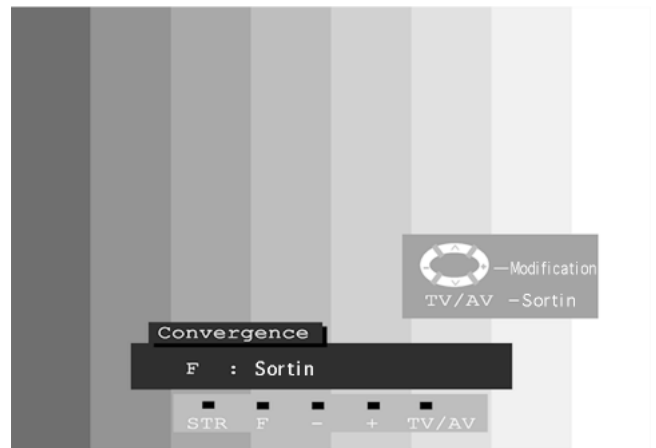 - + —Modification
TV/AV —Sortin
Convergence
F : Sortin
STR F - + TV/AV